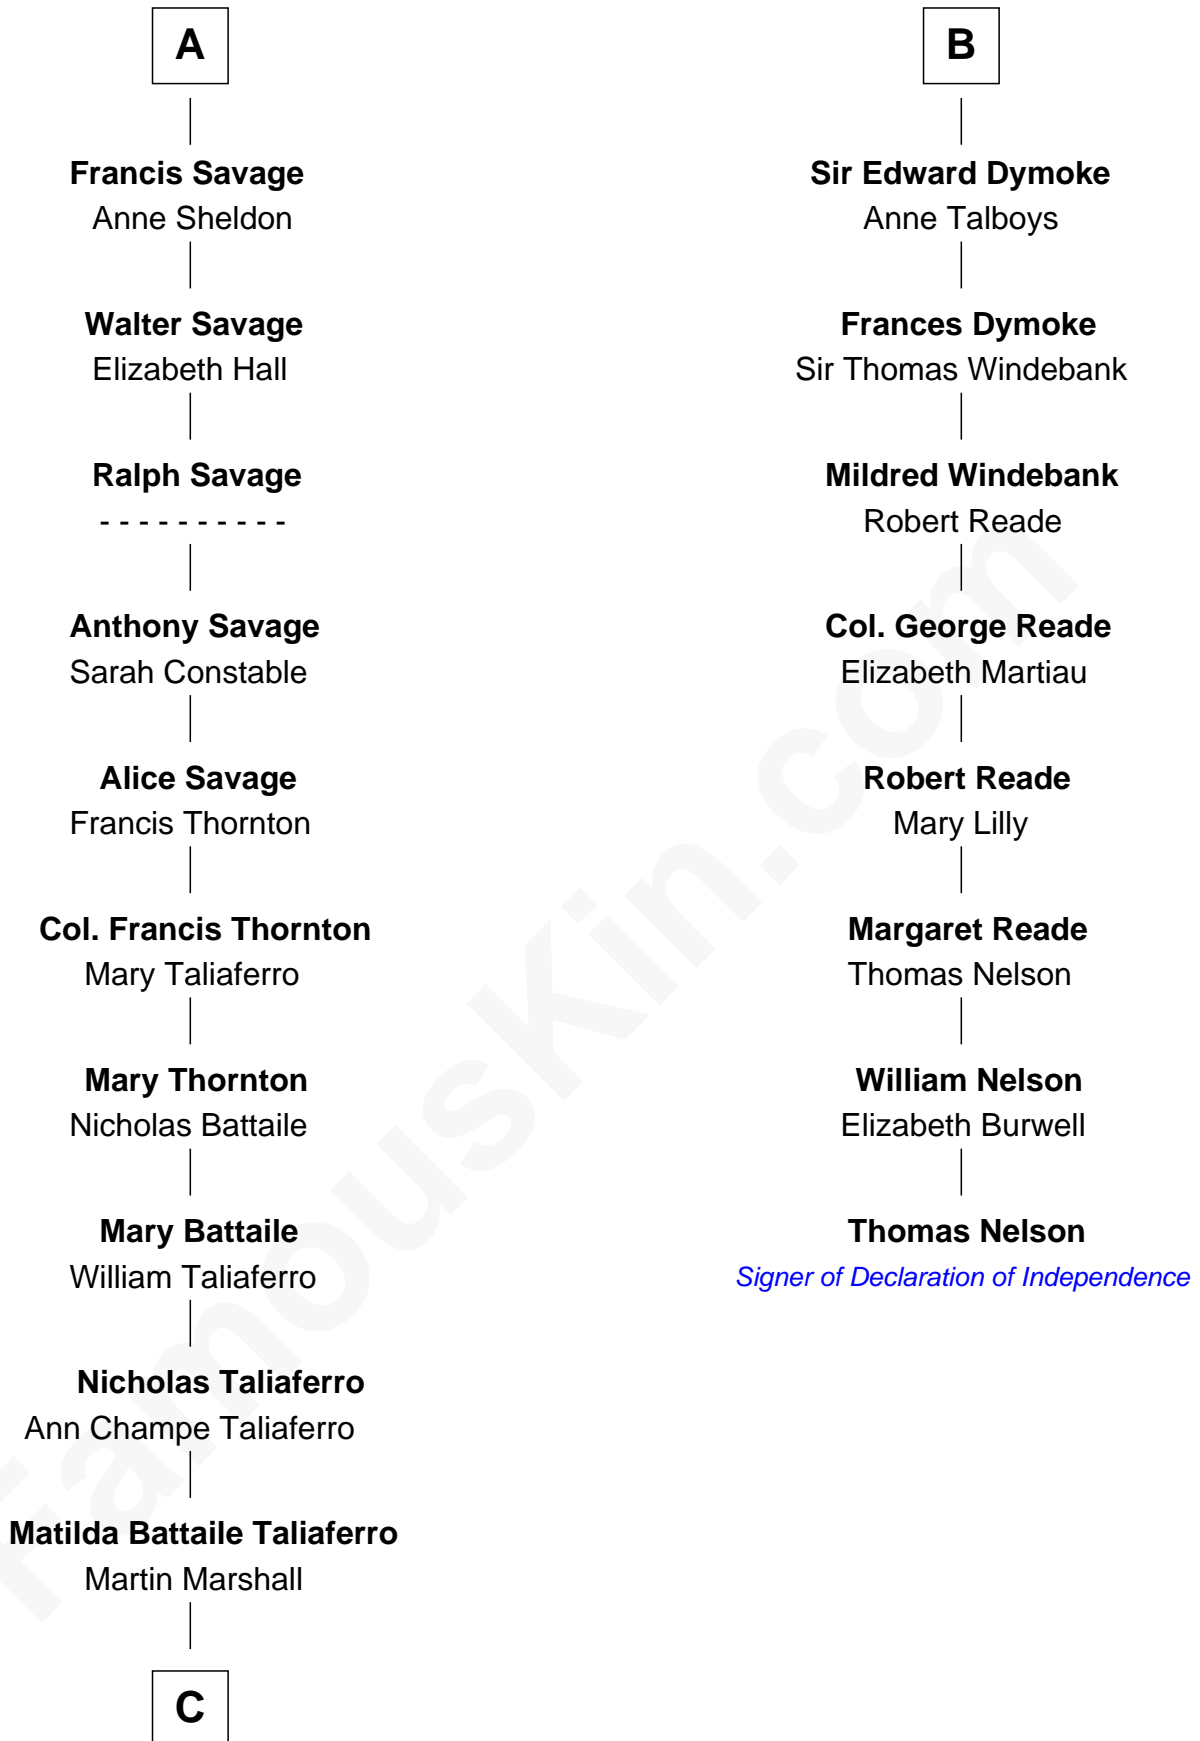 A
Francis Savage
Anne Sheldon
Walter Savage
Elizabeth Hall
Ralph Savage
- - - - - - - - - -
Anthony Savage
Sarah Constable
Alice Savage
Francis Thornton
Col. Francis Thornton
Mary Taliaferro
Mary Thornton
Nicholas Battaile
Mary Battaile
William Taliaferro
Nicholas Taliaferro
Ann Champe Taliaferro
Matilda Battaile Taliaferro
Martin Marshall
C
B
Sir Edward Dymoke
Anne Talboys
Frances Dymoke
Sir Thomas Windebank
Mildred Windebank
Robert Reade
Col. George Reade
Elizabeth Martiau
Robert Reade
Mary Lilly
Margaret Reade
Thomas Nelson
William Nelson
Elizabeth Burwell
Thomas Nelson
Signer of Declaration of Independence
FamousKin.com